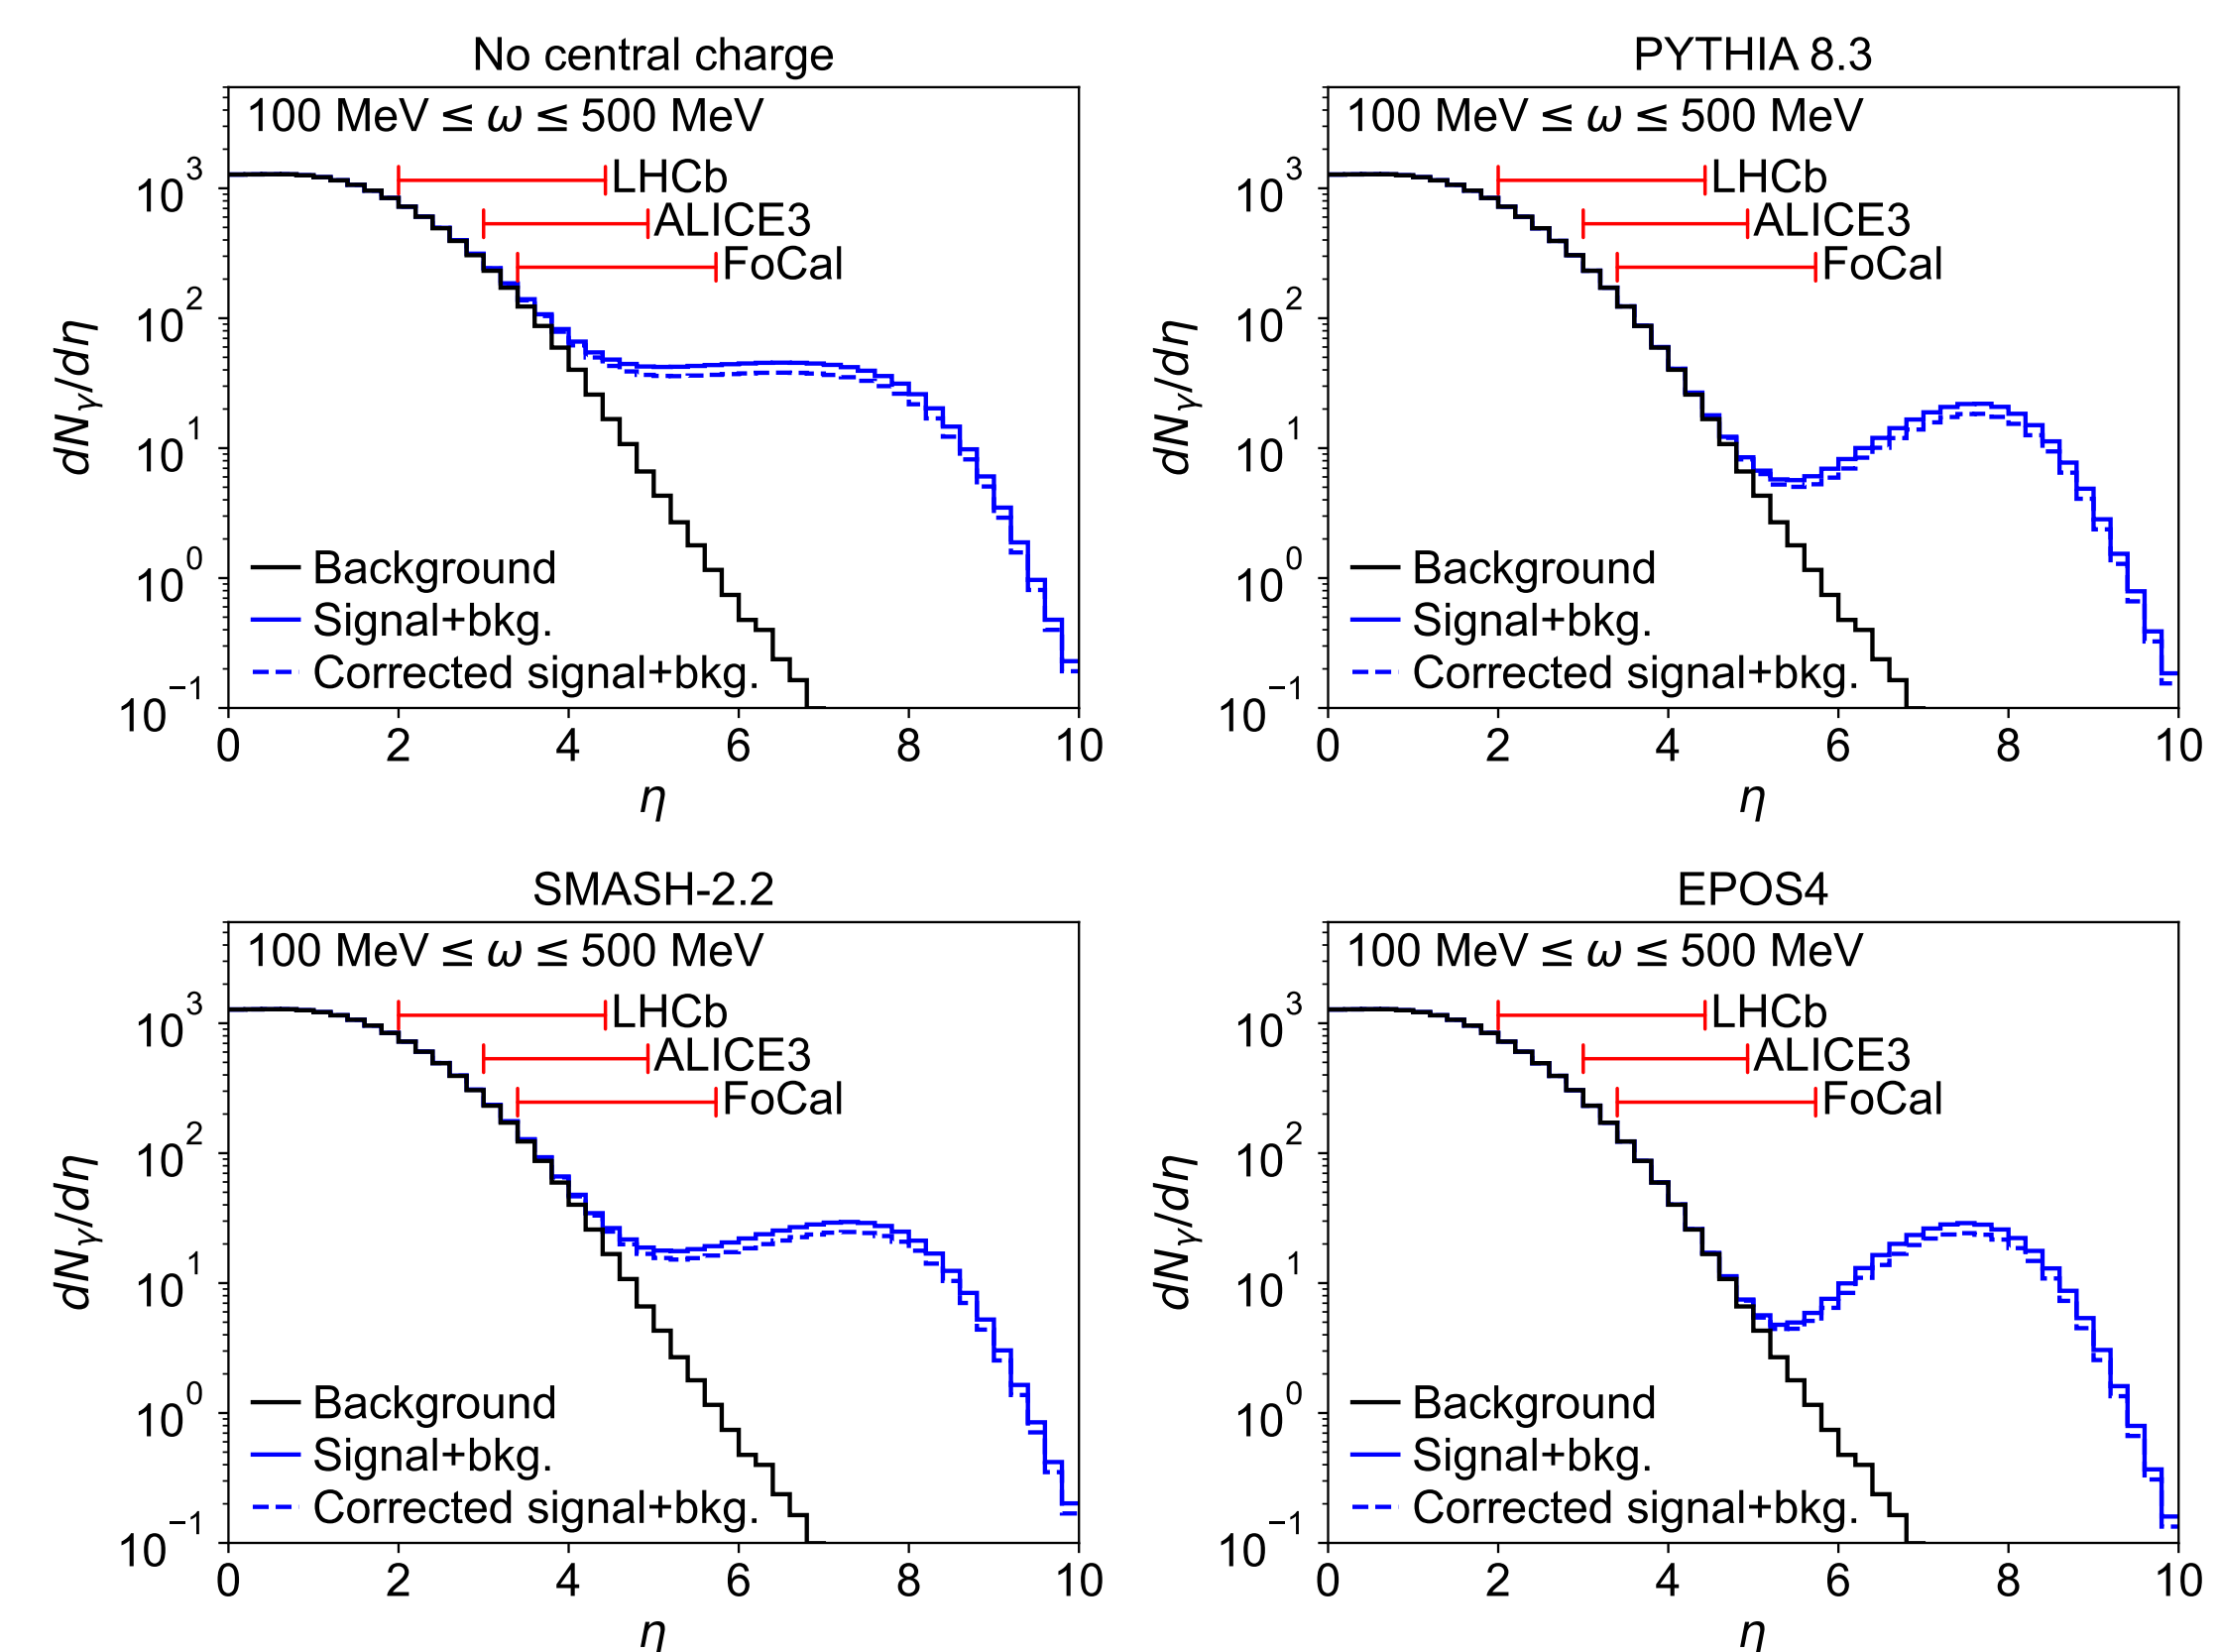 No central charge
100 MeV ≤ ω ≤ 500 MeV
LHCb
ALICE3
FoCal
Background
Signal+bkg.
Corrected signal+bkg.
10³
10²
10¹
10⁰
10⁻¹
dNγ/dη
0 2 4 6 8 10
η
PYTHIA 8.3
100 MeV ≤ ω ≤ 500 MeV
LHCb
ALICE3
FoCal
Background
Signal+bkg.
Corrected signal+bkg.
10³
10²
10¹
10⁰
10⁻¹
dNγ/dη
0 2 4 6 8 10
η
SMASH-2.2
100 MeV ≤ ω ≤ 500 MeV
LHCb
ALICE3
FoCal
Background
Signal+bkg.
Corrected signal+bkg.
10³
10²
10¹
10⁰
10⁻¹
dNγ/dη
0 2 4 6 8 10
η
EPOS4
100 MeV ≤ ω ≤ 500 MeV
LHCb
ALICE3
FoCal
Background
Signal+bkg.
Corrected signal+bkg.
10³
10²
10¹
10⁰
10⁻¹
dNγ/dη
0 2 4 6 8 10
η